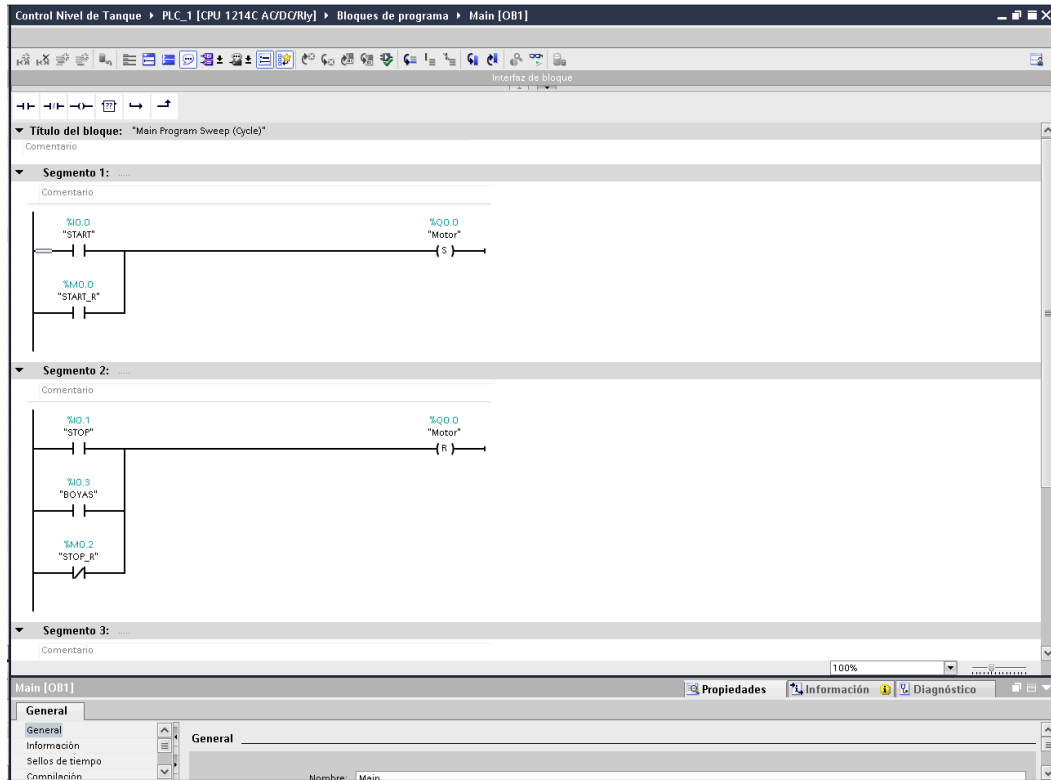 Control Nivel de Tanque ▸ PLC_1 [CPU 1214C AC/DC/Rly] ▸ Bloques de programa ▸ Main [OB1]
Interfaz de bloque
Título del bloque: "Main Program Sweep (Cycle)"
Comentario
Segmento 1: .....
Comentario
%I0.0
"START"
%Q0.0
"Motor"
S
%M0.0
"START_R"
Segmento 2: .....
Comentario
%I0.1
"STOP"
%Q0.0
"Motor"
R
%I0.3
"BOYAS"
%M0.2
"STOP_R"
Segmento 3: .....
Comentario
100%
Main [OB1]
Propiedades
Información
Diagnóstico
General
General
Información
Sellos de tiempo
Compilación
General
Nombre: Main